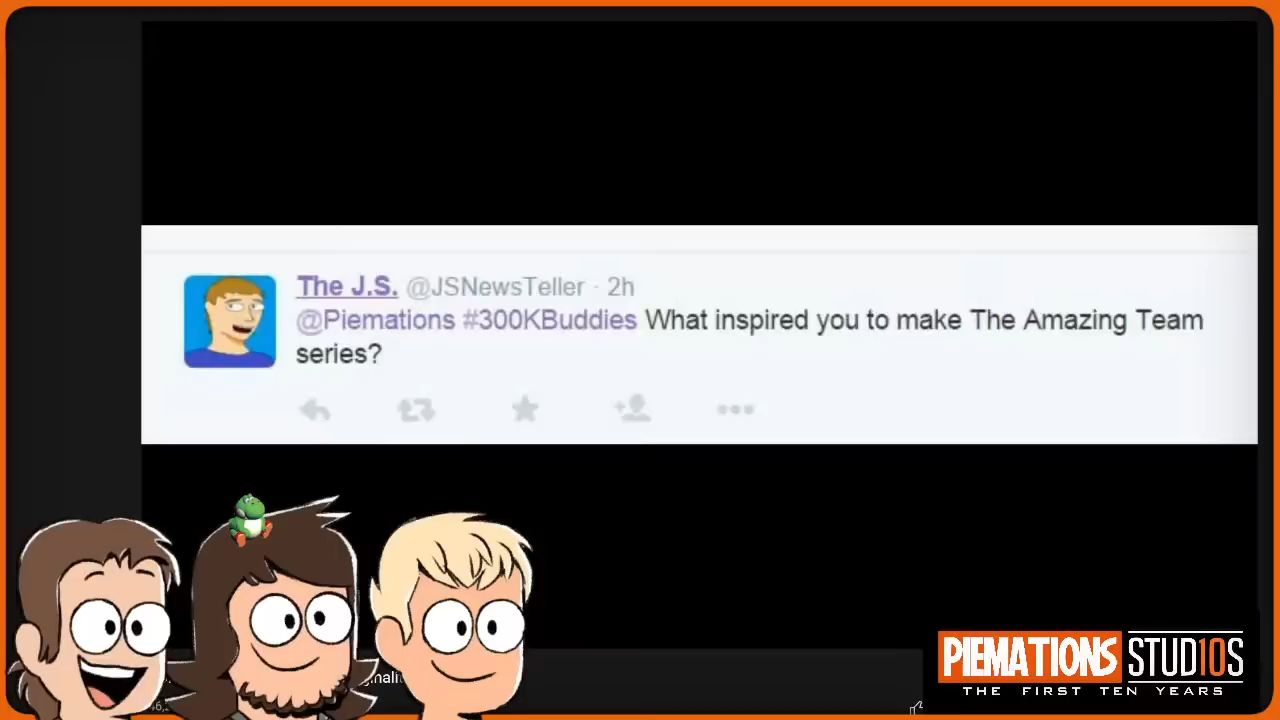 The J.S. @JSNewsTeller · 2h
@Piemations #300KBuddies What inspired you to make The Amazing Team
series?
PIEMATIONS STUD10S
THE FIRST TEN YEARS